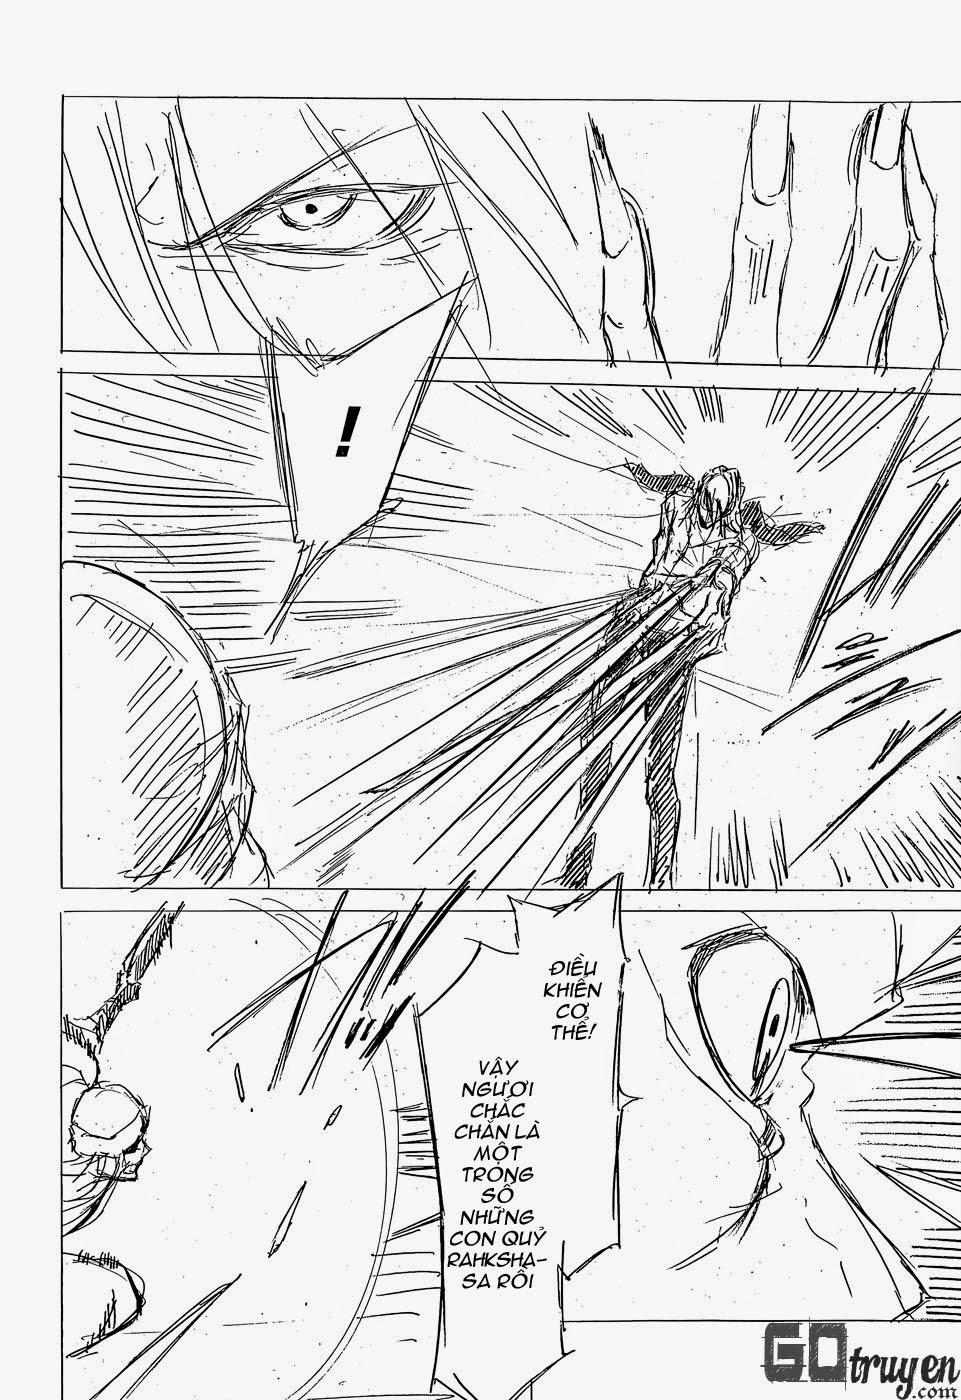 !
ĐIỀU
KHIỂN
CƠ
THỂ!
VẬY
NGƯƠI
CHẮC
CHẮN LÀ
MỘT
TRONG
SỐ
NHỮNG
CON QUỶ
RAHKSHA-
SA RỒI
GOtruyen
.com